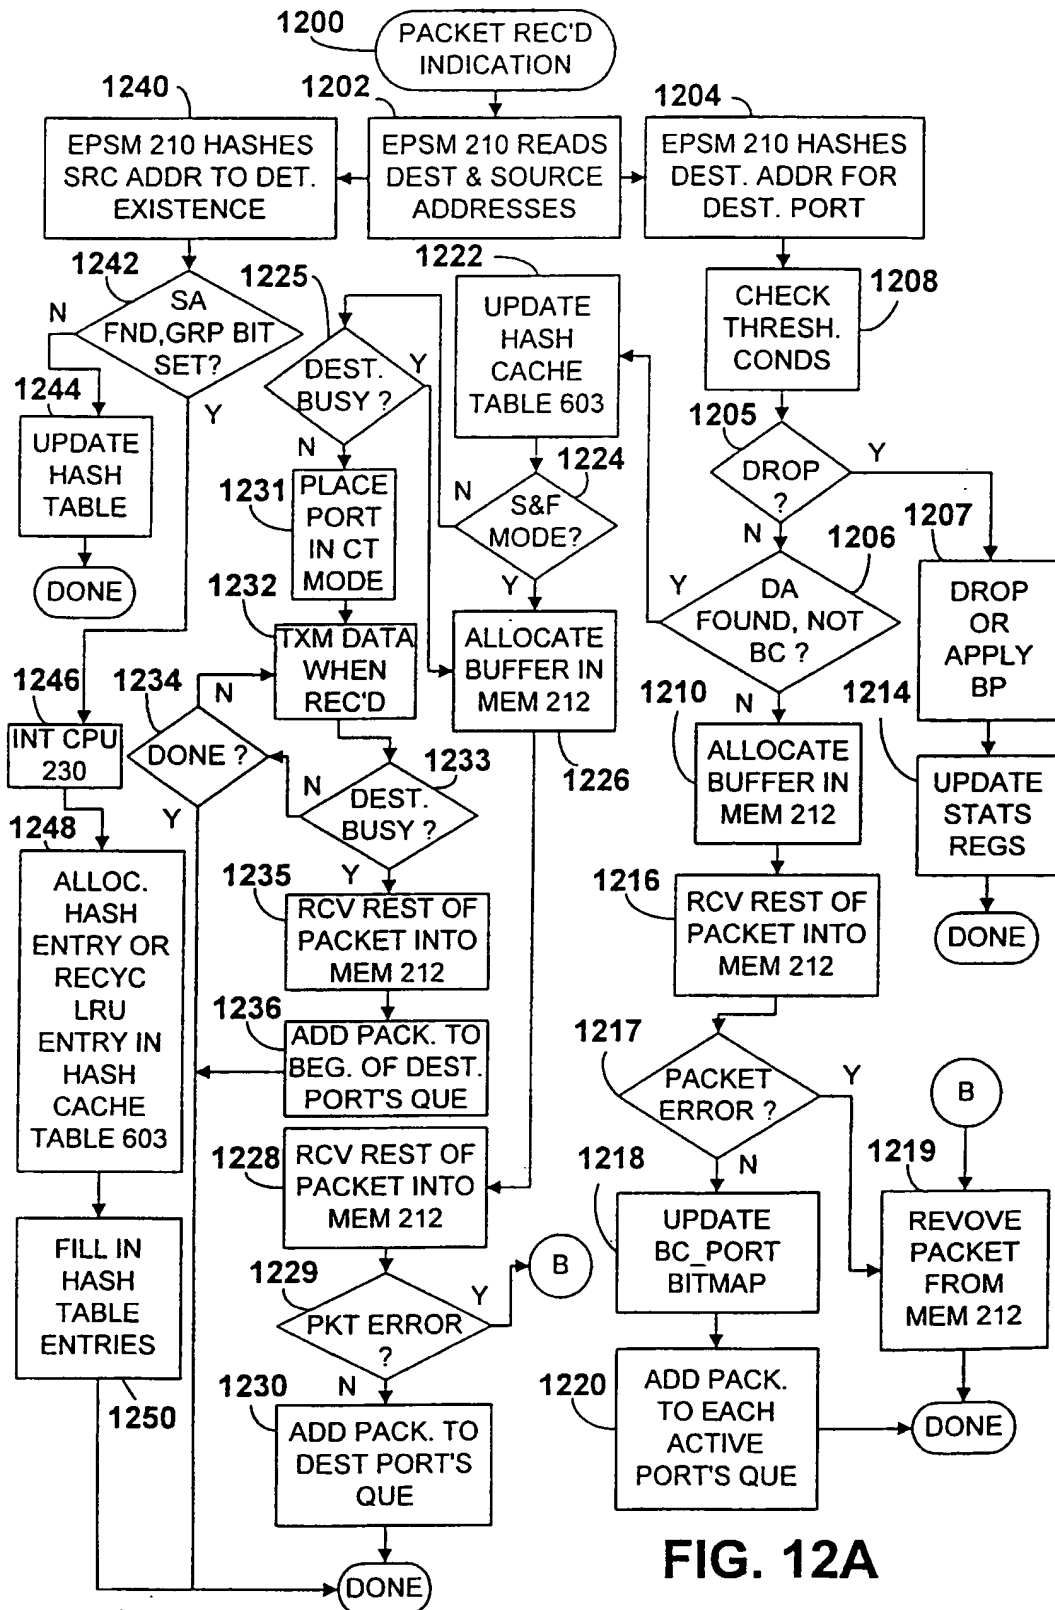 1200
PACKET REC'D
INDICATION
1240
EPSM 210 HASHES
SRC ADDR TO DET.
EXISTENCE
1202
EPSM 210 READS
DEST & SOURCE
ADDRESSES
1204
EPSM 210 HASHES
DEST. ADDR FOR
DEST. PORT
1242
SA
FND,GRP BIT
SET?
N
Y
1244
UPDATE
HASH
TABLE
DONE
1246
INT CPU
230
1248
ALLOC.
HASH
ENTRY OR
RECYC
LRU
ENTRY IN
HASH
CACHE
TABLE 603
FILL IN
HASH
TABLE
ENTRIES
1250
1225
DEST.
BUSY ?
Y
N
1231
PLACE
PORT
IN CT
MODE
1232
TXM DATA
WHEN
REC'D
1234
DONE ?
N
Y
1233
DEST.
BUSY ?
N
Y
1235
RCV REST OF
PACKET INTO
MEM 212
1236
ADD PACK. TO
BEG. OF DEST.
PORT'S QUE
1222
UPDATE
HASH
CACHE
TABLE 603
1224
S&F
MODE?
N
Y
ALLOCATE
BUFFER IN
MEM 212
1226
1228
RCV REST OF
PACKET INTO
MEM 212
1229
PKT ERROR
?
Y
B
N
1230
ADD PACK. TO
DEST PORT'S
QUE
DONE
1208
CHECK
THRESH.
CONDS
1205
DROP
?
Y
N
1207
DROP
OR
APPLY
BP
1214
UPDATE
STATS
REGS
DONE
1206
DA
FOUND, NOT
BC ?
Y
N
1210
ALLOCATE
BUFFER IN
MEM 212
1216
RCV REST OF
PACKET INTO
MEM 212
1217
PACKET
ERROR ?
Y
N
1218
UPDATE
BC_PORT
BITMAP
1220
ADD PACK.
TO EACH
ACTIVE
PORT'S QUE
B
1219
REVOVE
PACKET
FROM
MEM 212
DONE
FIG. 12A